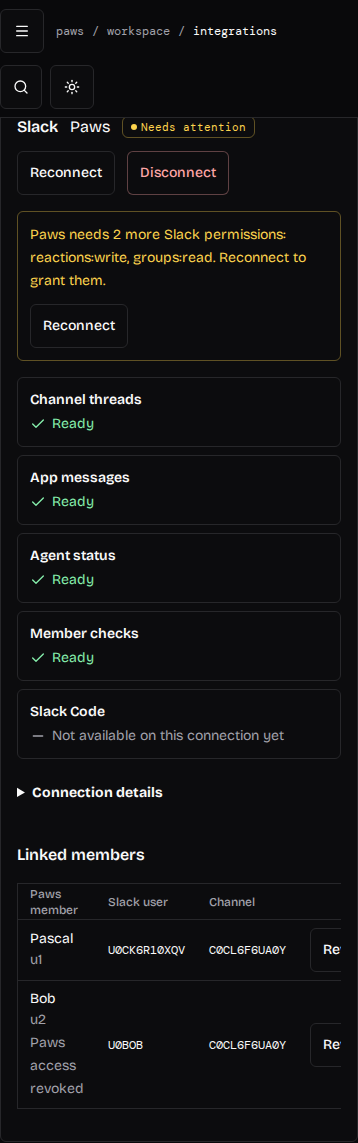 paws / workspace / integrations
Slack Paws Needs attention
Reconnect Disconnect
Paws needs 2 more Slack permissions:
reactions:write, groups:read. Reconnect to
grant them.
Reconnect
Channel threads
Ready
App messages
Ready
Agent status
Ready
Member checks
Ready
Slack Code
— Not available on this connection yet
Connection details
Linked members
Paws
member Slack user Channel
Pascal
u1 U0CK6R10XQV C0CL6F6UA0Y
Bob
u2
Paws
access
revoked U0BOB C0CL6F6UA0Y